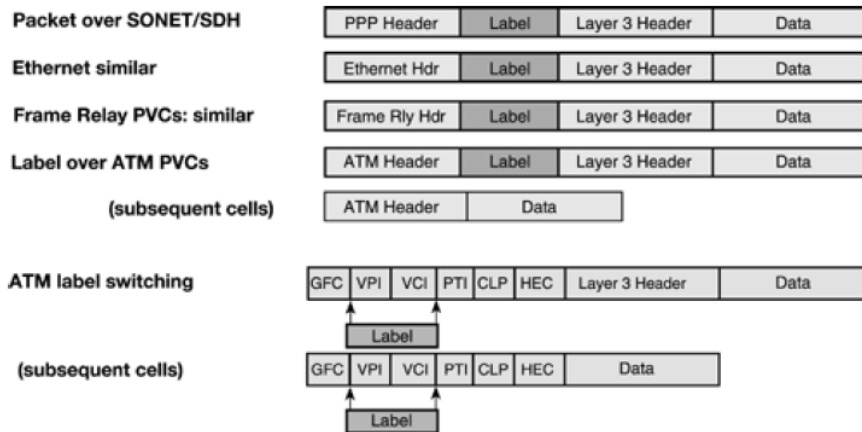 Packet over SONET/SDH PPP Header Label Layer 3 Header Data
Ethernet similar Ethernet Hdr Label Layer 3 Header Data
Frame Relay PVCs: similar Frame Rly Hdr Label Layer 3 Header Data
Label over ATM PVCs ATM Header Label Layer 3 Header Data
(subsequent cells) ATM Header Data
ATM label switching GFC VPI VCI PTI CLP HEC Layer 3 Header Data
Label
(subsequent cells) GFC VPI VCI PTI CLP HEC Data
Label